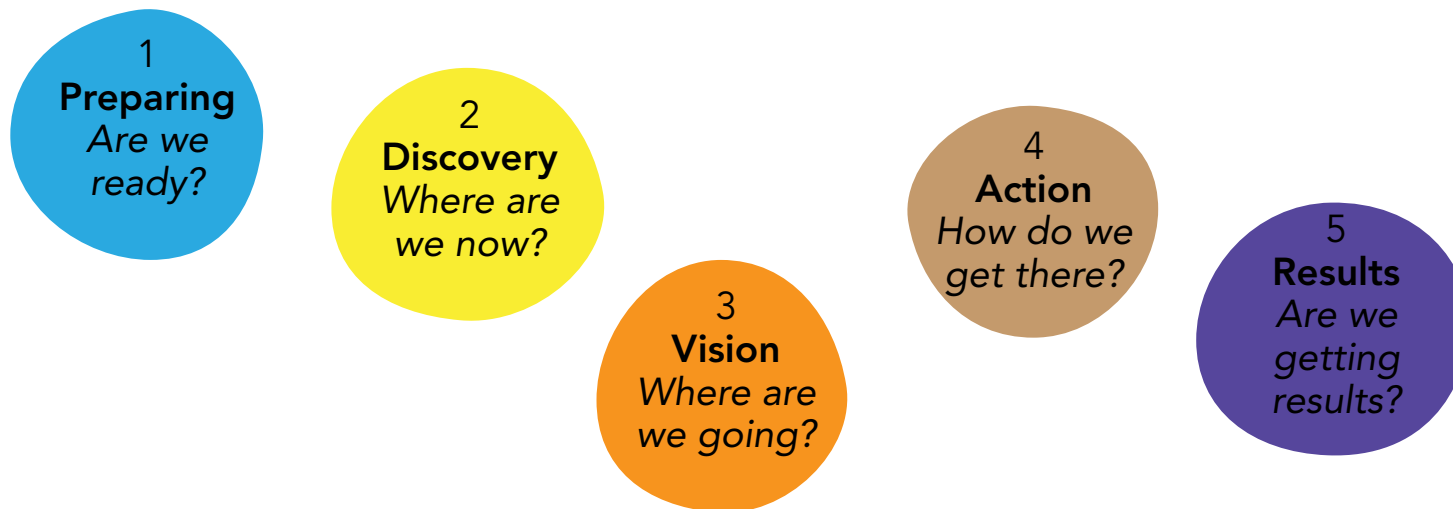 1
Preparing
Are we
ready?
2
Discovery
Where are
we now?
3
Vision
Where are
we going?
4
Action
How do we
get there?
5
Results
Are we
getting
results?